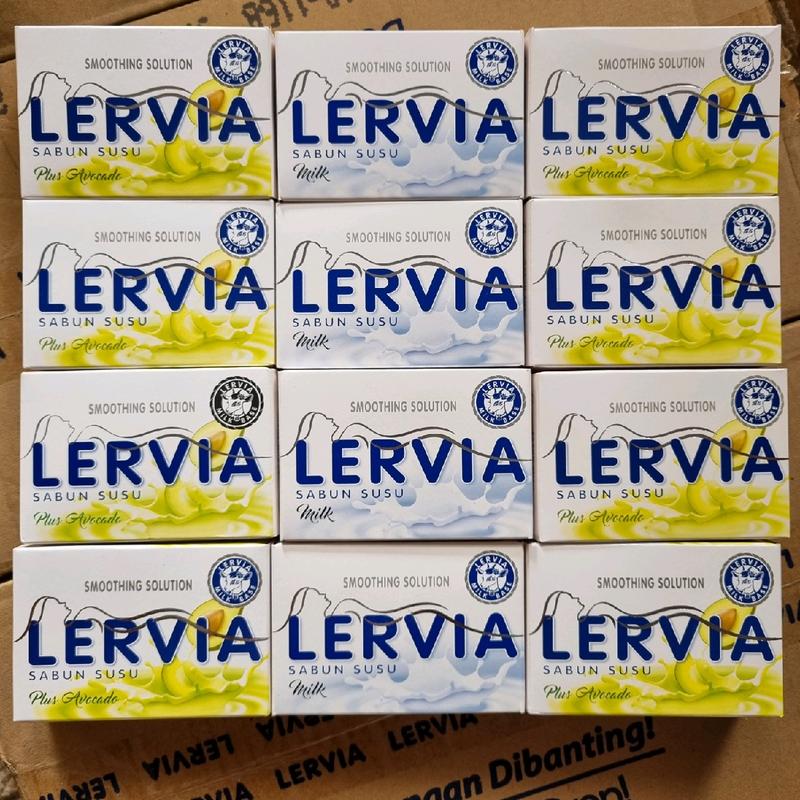 SMOOTHING SOLUTION
LERVIA MILK BASE
LERVIA
SABUN SUSU
Plus Avocado
SMOOTHING SOLUTION
LERVIA MILK BASE
LERVIA
SABUN SUSU
Milk
SMOOTHING SOLUTION
LERVIA MILK BASE
LERVIA
SABUN SUSU
Plus Avocado
SMOOTHING SOLUTION
LERVIA MILK BASE
LERVIA
SABUN SUSU
Plus Avocado
SMOOTHING SOLUTION
LERVIA MILK BASE
LERVIA
SABUN SUSU
Milk
SMOOTHING SOLUTION
LERVIA MILK BASE
LERVIA
SABUN SUSU
Plus Avocado
SMOOTHING SOLUTION
LERVIA MILK BASE
LERVIA
SABUN SUSU
Plus Avocado
SMOOTHING SOLUTION
LERVIA MILK BASE
LERVIA
SABUN SUSU
Milk
SMOOTHING SOLUTION
LERVIA MILK BASE
LERVIA
SABUN SUSU
Plus Avocado
SMOOTHING SOLUTION
LERVIA MILK BASE
LERVIA
SABUN SUSU
Plus Avocado
SMOOTHING SOLUTION
LERVIA MILK BASE
LERVIA
SABUN SUSU
Milk
SMOOTHING SOLUTION
LERVIA MILK BASE
LERVIA
SABUN SUSU
Plus Avocado
LERVIA LERVIA LERVIA LERVIA
Dibanting!